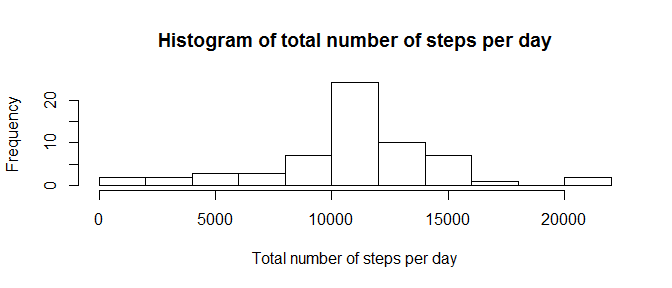 Histogram of total number of steps per day
Frequency
20
10
0
0 5000 10000 15000 20000
Total number of steps per day